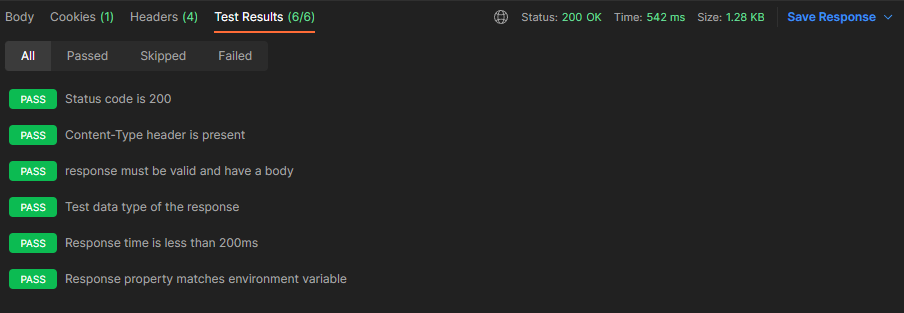 Body Cookies (1) Headers (4) Test Results (6/6) Status: 200 OK Time: 542 ms Size: 1.28 KB Save Response
All Passed Skipped Failed
PASS Status code is 200
PASS Content-Type header is present
PASS response must be valid and have a body
PASS Test data type of the response
PASS Response time is less than 200ms
PASS Response property matches environment variable